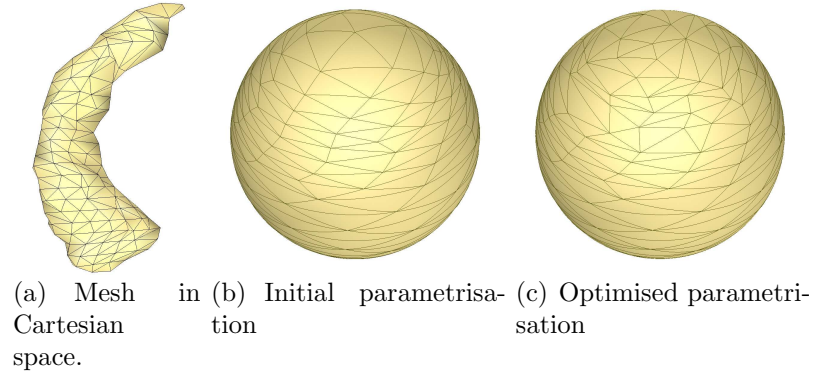 (a) Mesh in
Cartesian
space.
(b) Initial parametrisa-
tion
(c) Optimised parametri-
sation